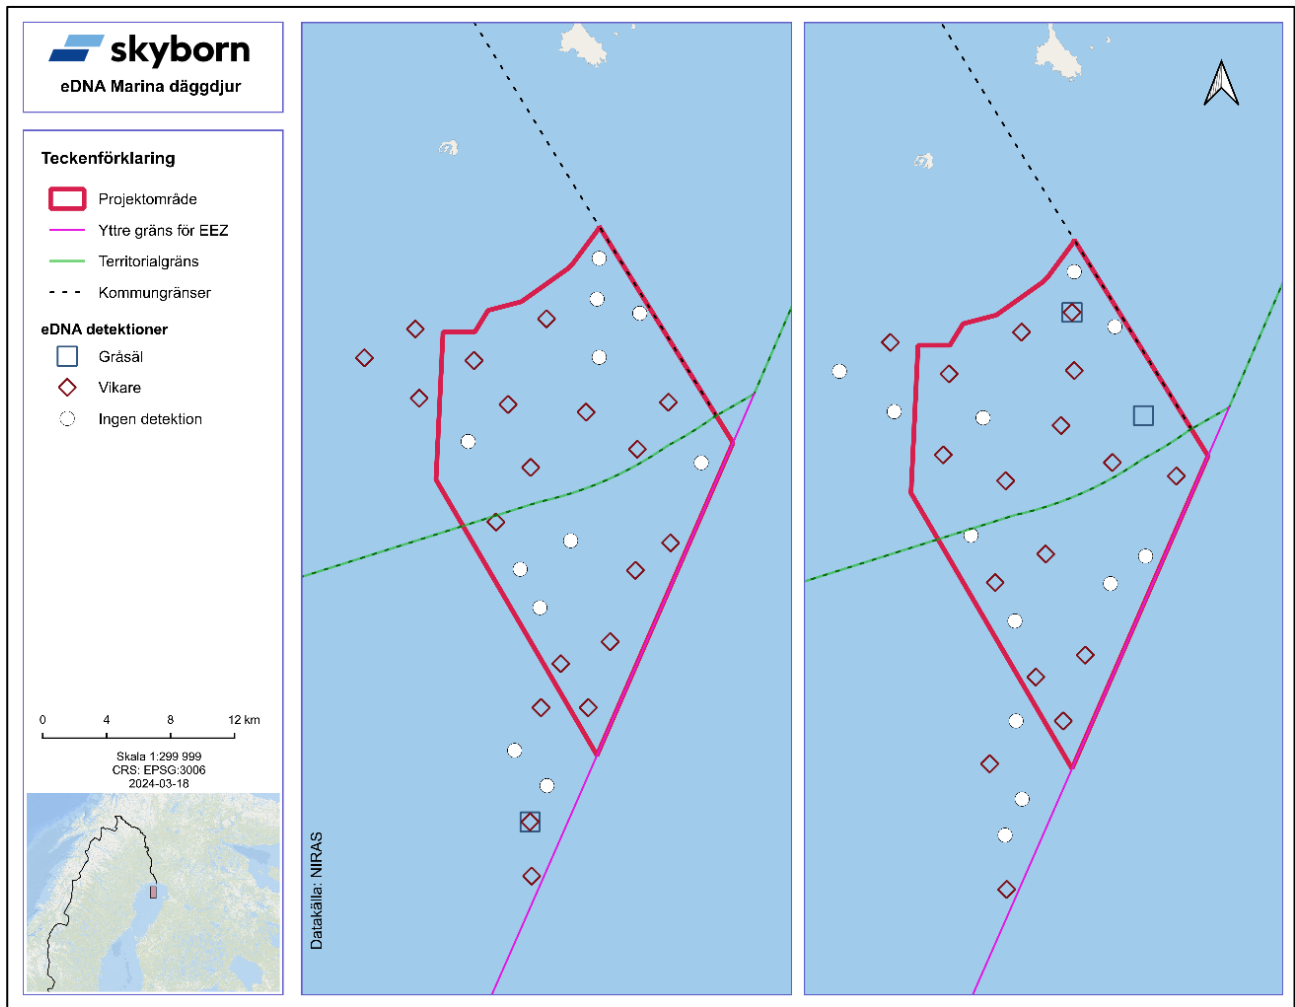 skyborn
eDNA Marina däggdjur
Teckenförklaring
Projektområde
Yttre gräns för EEZ
Territorialgräns
Kommungränser
eDNA detektioner
Gråsäl
Vikare
Ingen detektion
0 4 8 12 km
Skala 1:299 999
CRS: EPSG:3006
2024-03-18
Datakälla: NIRAS